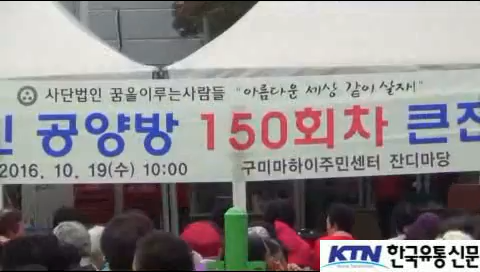 사단법인 꿈을이루는사람들 "아름다운 세상 같이 살자!"
인 공양방 150회차 큰잔
2016. 10. 19(수) 10:00 구미마하이주민센터 잔디마당
KTN 한국유통신문